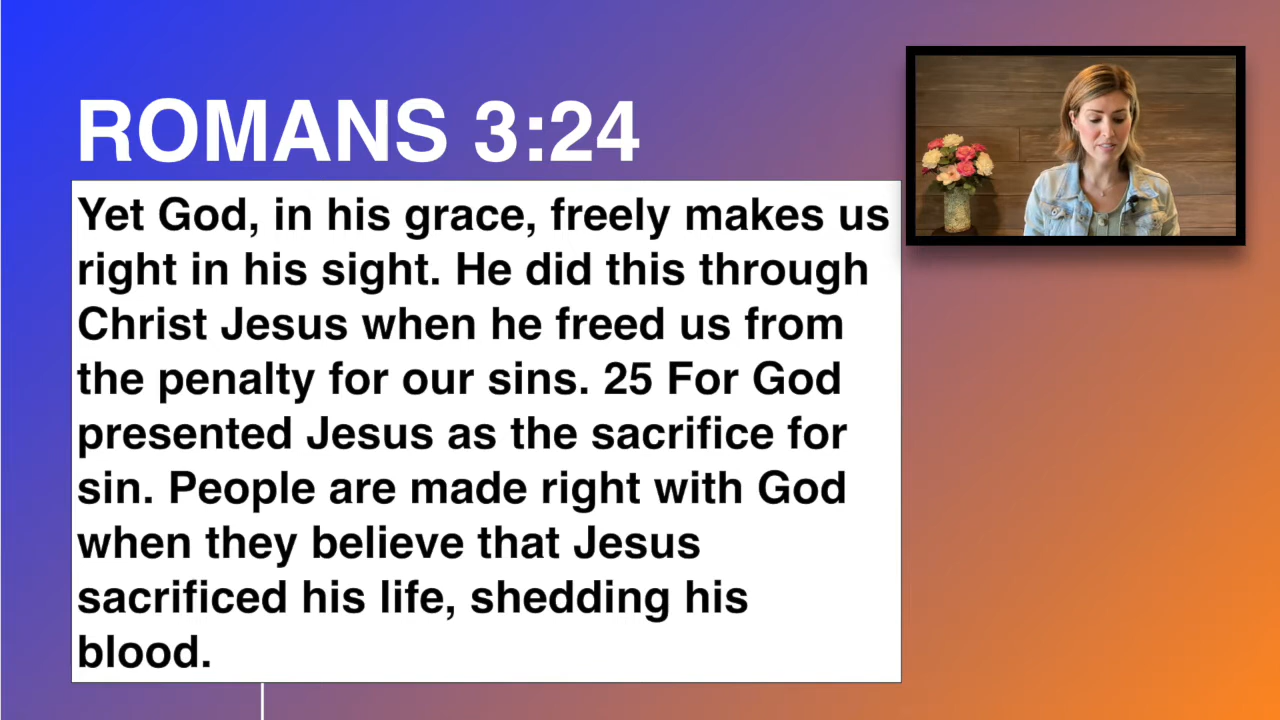 ROMANS 3:24
Yet God, in his grace, freely makes us
right in his sight. He did this through
Christ Jesus when he freed us from
the penalty for our sins. 25 For God
presented Jesus as the sacrifice for
sin. People are made right with God
when they believe that Jesus
sacrificed his life, shedding his
blood.